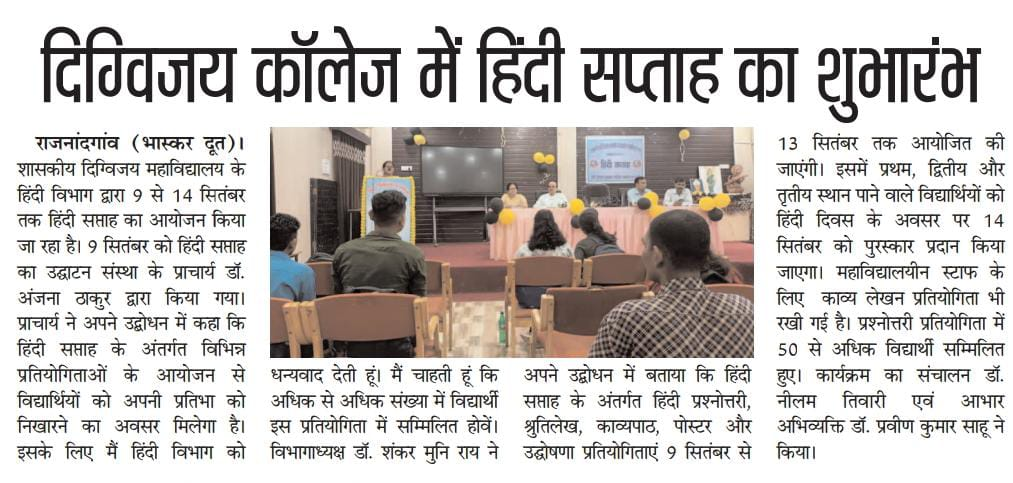 दिग्विजय कॉलेज में हिंदी सप्ताह का शुभारंभ
राजनांदगांव (भास्कर दूत)।
शासकीय दिग्विजय महाविद्यालय के
हिंदी विभाग द्वारा 9 से 14 सितंबर
तक हिंदी सप्ताह का आयोजन किया
जा रहा है। 9 सितंबर को हिंदी सप्ताह
का उद्घाटन संस्था के प्राचार्य डॉ.
अंजना ठाकुर द्वारा किया गया।
प्राचार्य ने अपने उद्बोधन में कहा कि
हिंदी सप्ताह के अंतर्गत विभिन्न
प्रतियोगिताओं के आयोजन से
विद्यार्थियों को अपनी प्रतिभा को
निखारने का अवसर मिलेगा है।
इसके लिए मैं हिंदी विभाग को
हिंदी सप्ताह
धन्यवाद देती हूं। मैं चाहती हूं कि
अधिक से अधिक संख्या में विद्यार्थी
इस प्रतियोगिता में सम्मिलित होवें।
विभागाध्यक्ष डॉ. शंकर मुनि राय ने
अपने उद्बोधन में बताया कि हिंदी
सप्ताह के अंतर्गत हिंदी प्रश्नोत्तरी,
श्रुतिलेख, काव्यपाठ, पोस्टर और
उद्घोषणा प्रतियोगिताएं 9 सितंबर से
13 सितंबर तक आयोजित की
जाएंगी। इसमें प्रथम, द्वितीय और
तृतीय स्थान पाने वाले विद्यार्थियों को
हिंदी दिवस के अवसर पर 14
सितंबर को पुरस्कार प्रदान किया
जाएगा। महाविद्यालयीन स्टाफ के
लिए काव्य लेखन प्रतियोगिता भी
रखी गई है। प्रश्नोत्तरी प्रतियोगिता में
50 से अधिक विद्यार्थी सम्मिलित
हुए। कार्यक्रम का संचालन डॉ.
नीलम तिवारी एवं आभार
अभिव्यक्ति डॉ. प्रवीण कुमार साहू ने
किया।